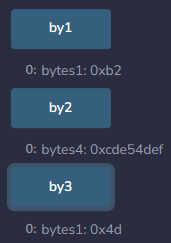 by1
0: bytes1: 0xb2
by2
0: bytes4: 0xcde54def
by3
0: bytes1: 0x4d